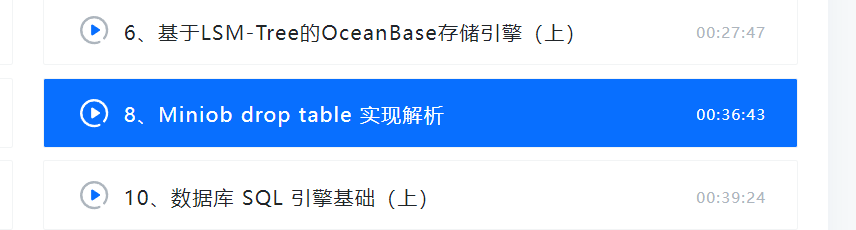 6、基于LSM-Tree的OceanBase存储引擎（上） 00:27:47
8、Miniob drop table 实现解析 00:36:43
10、数据库 SQL 引擎基础（上） 00:39:24